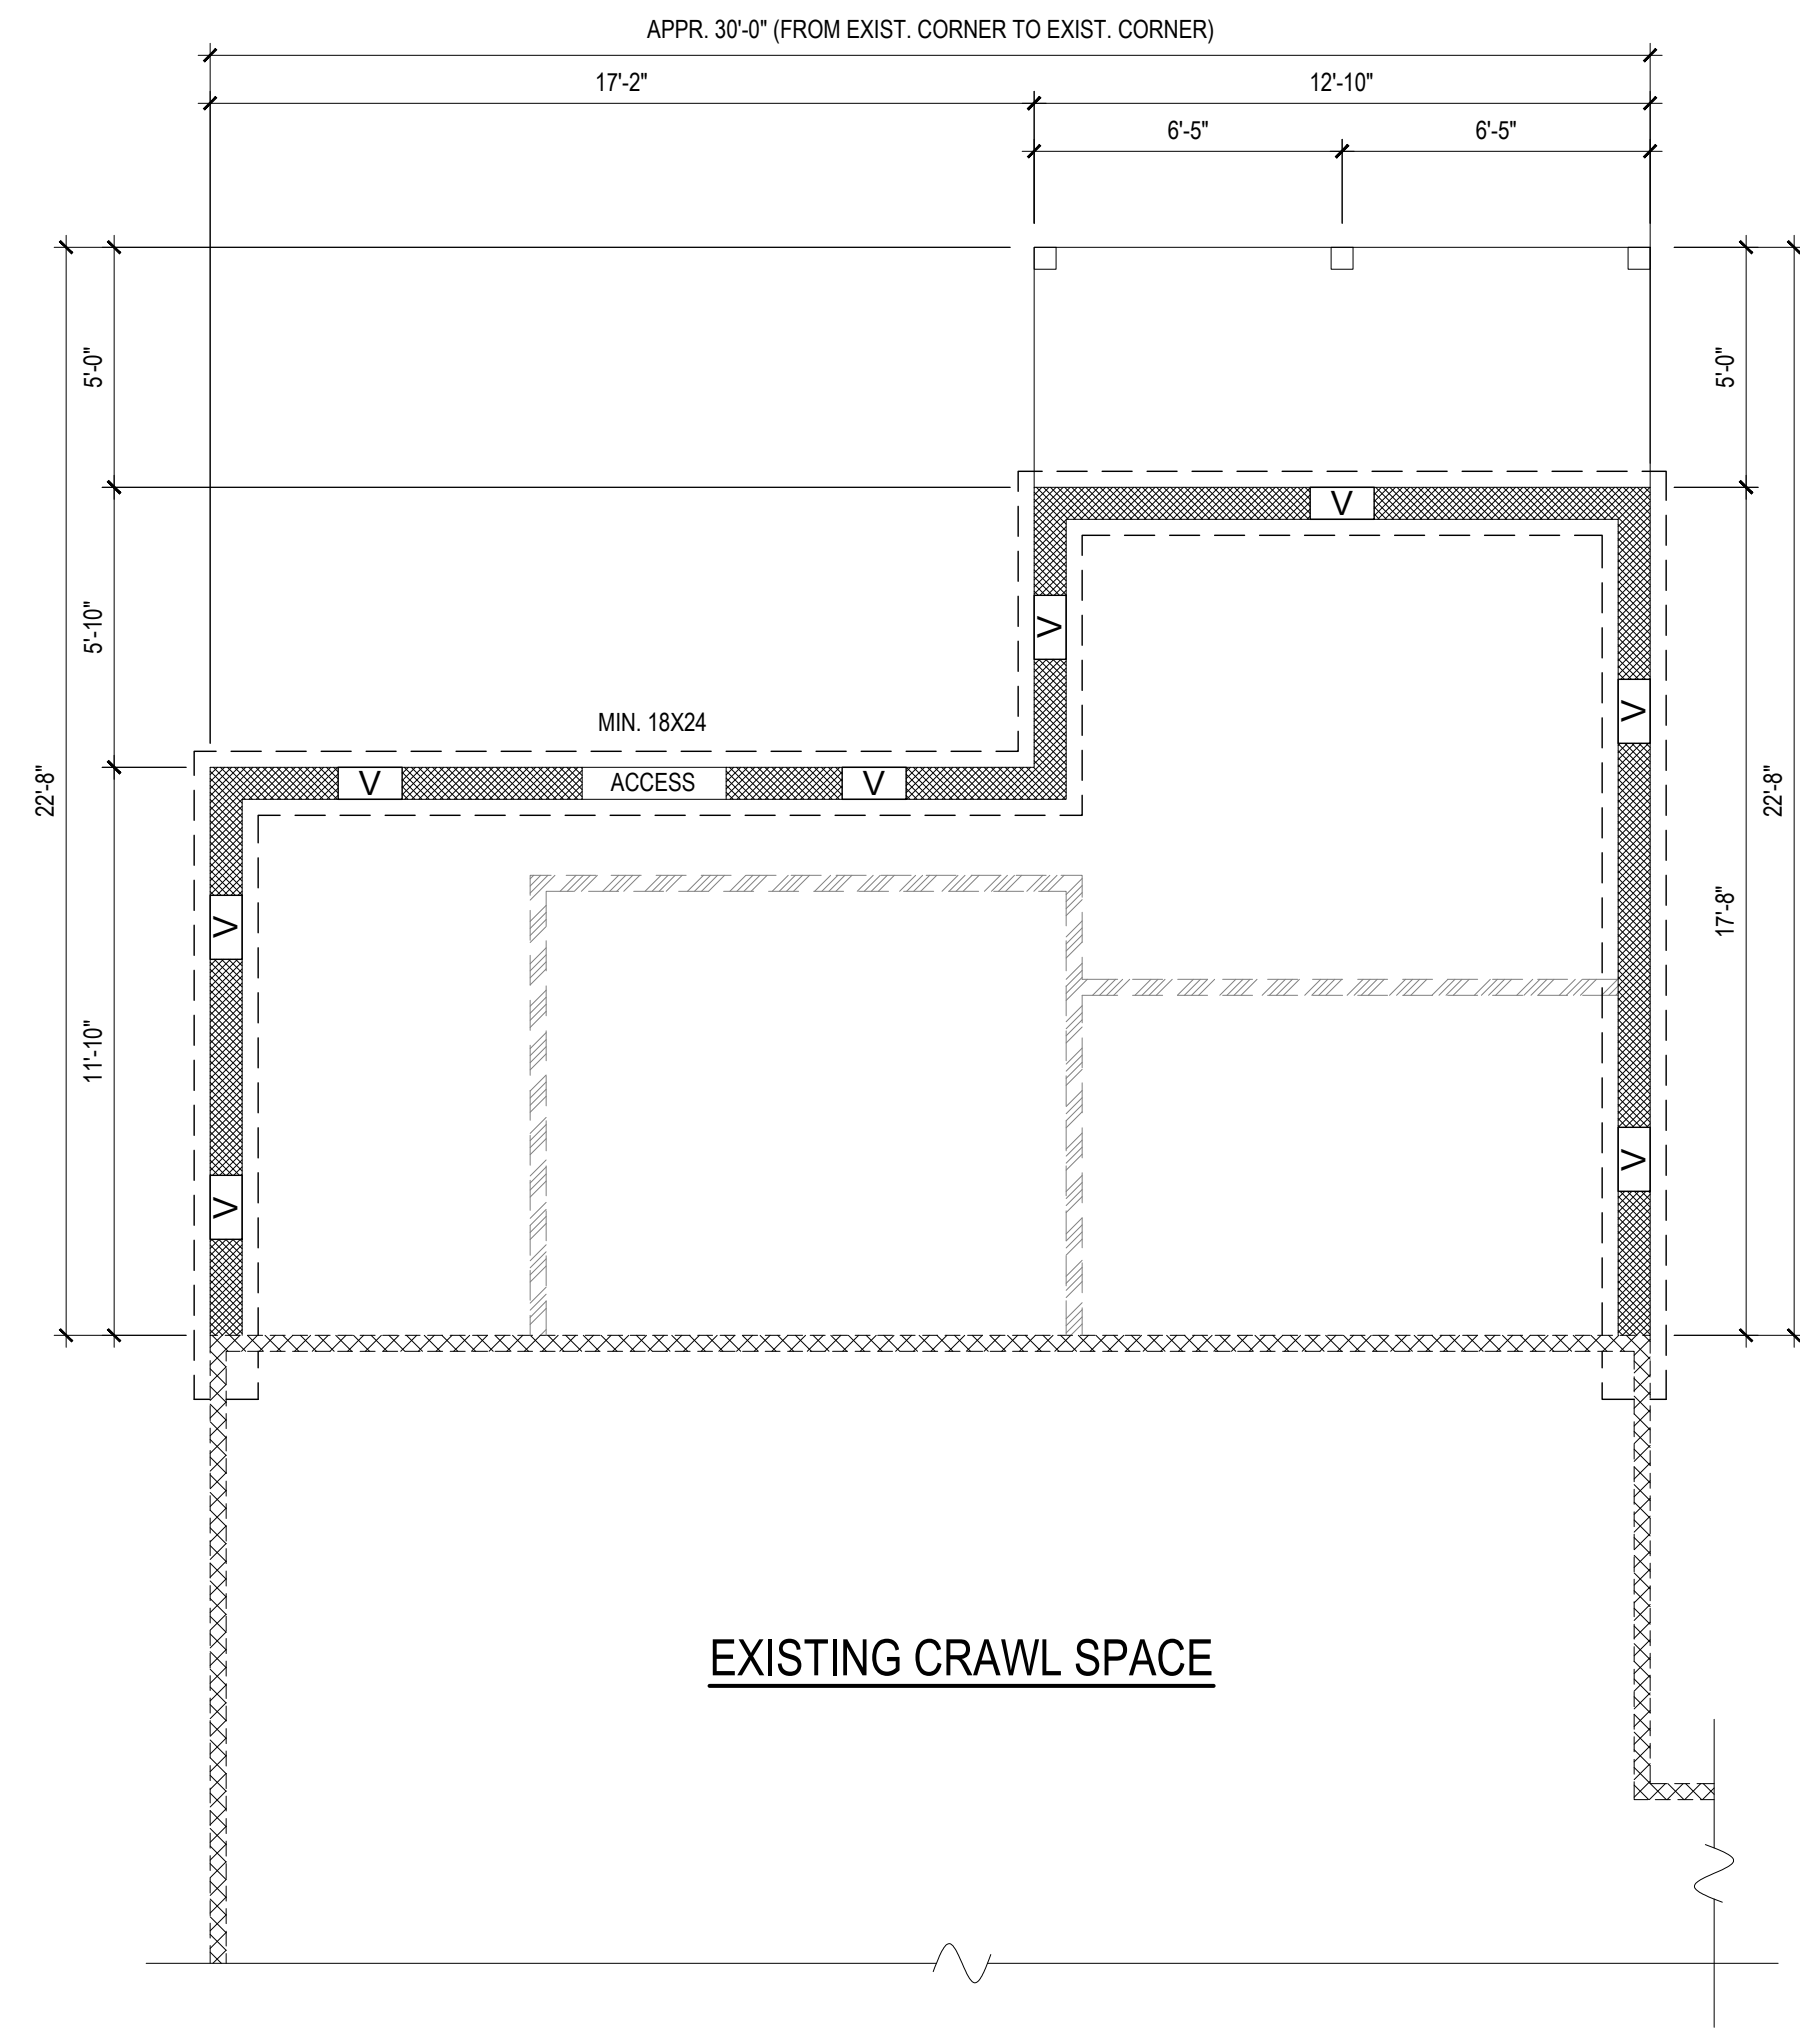 APPR. 30'-0" (FROM EXIST. CORNER TO EXIST. CORNER)
17'-2"
12'-10"
6'-5"
6'-5"
5'-0"
5'-0"
V
5'-10"
V
V
MIN. 18X24
V
ACCESS
V
22'-8"
22'-8"
17'-8"
V
11'-10"
V
V
EXISTING CRAWL SPACE